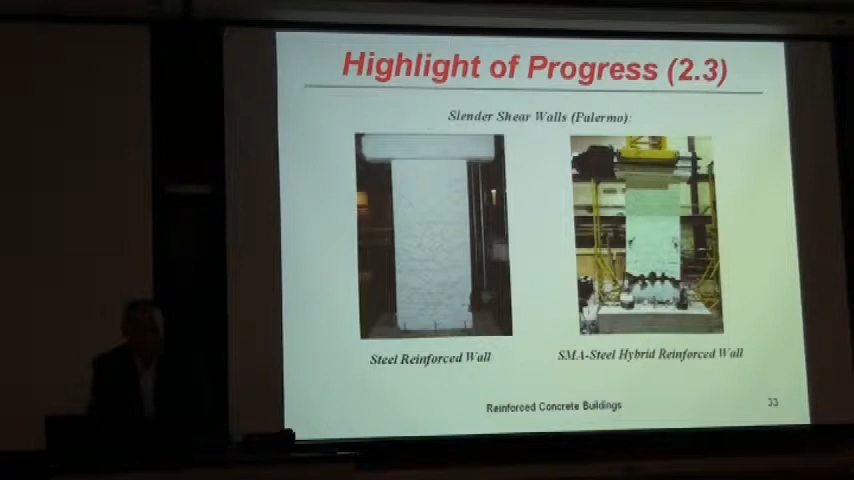 Highlight of Progress (2.3)
Slender Shear Walls (Palermo):
Steel Reinforced Wall
SMA-Steel Hybrid Reinforced Wall
Reinforced Concrete Buildings
33